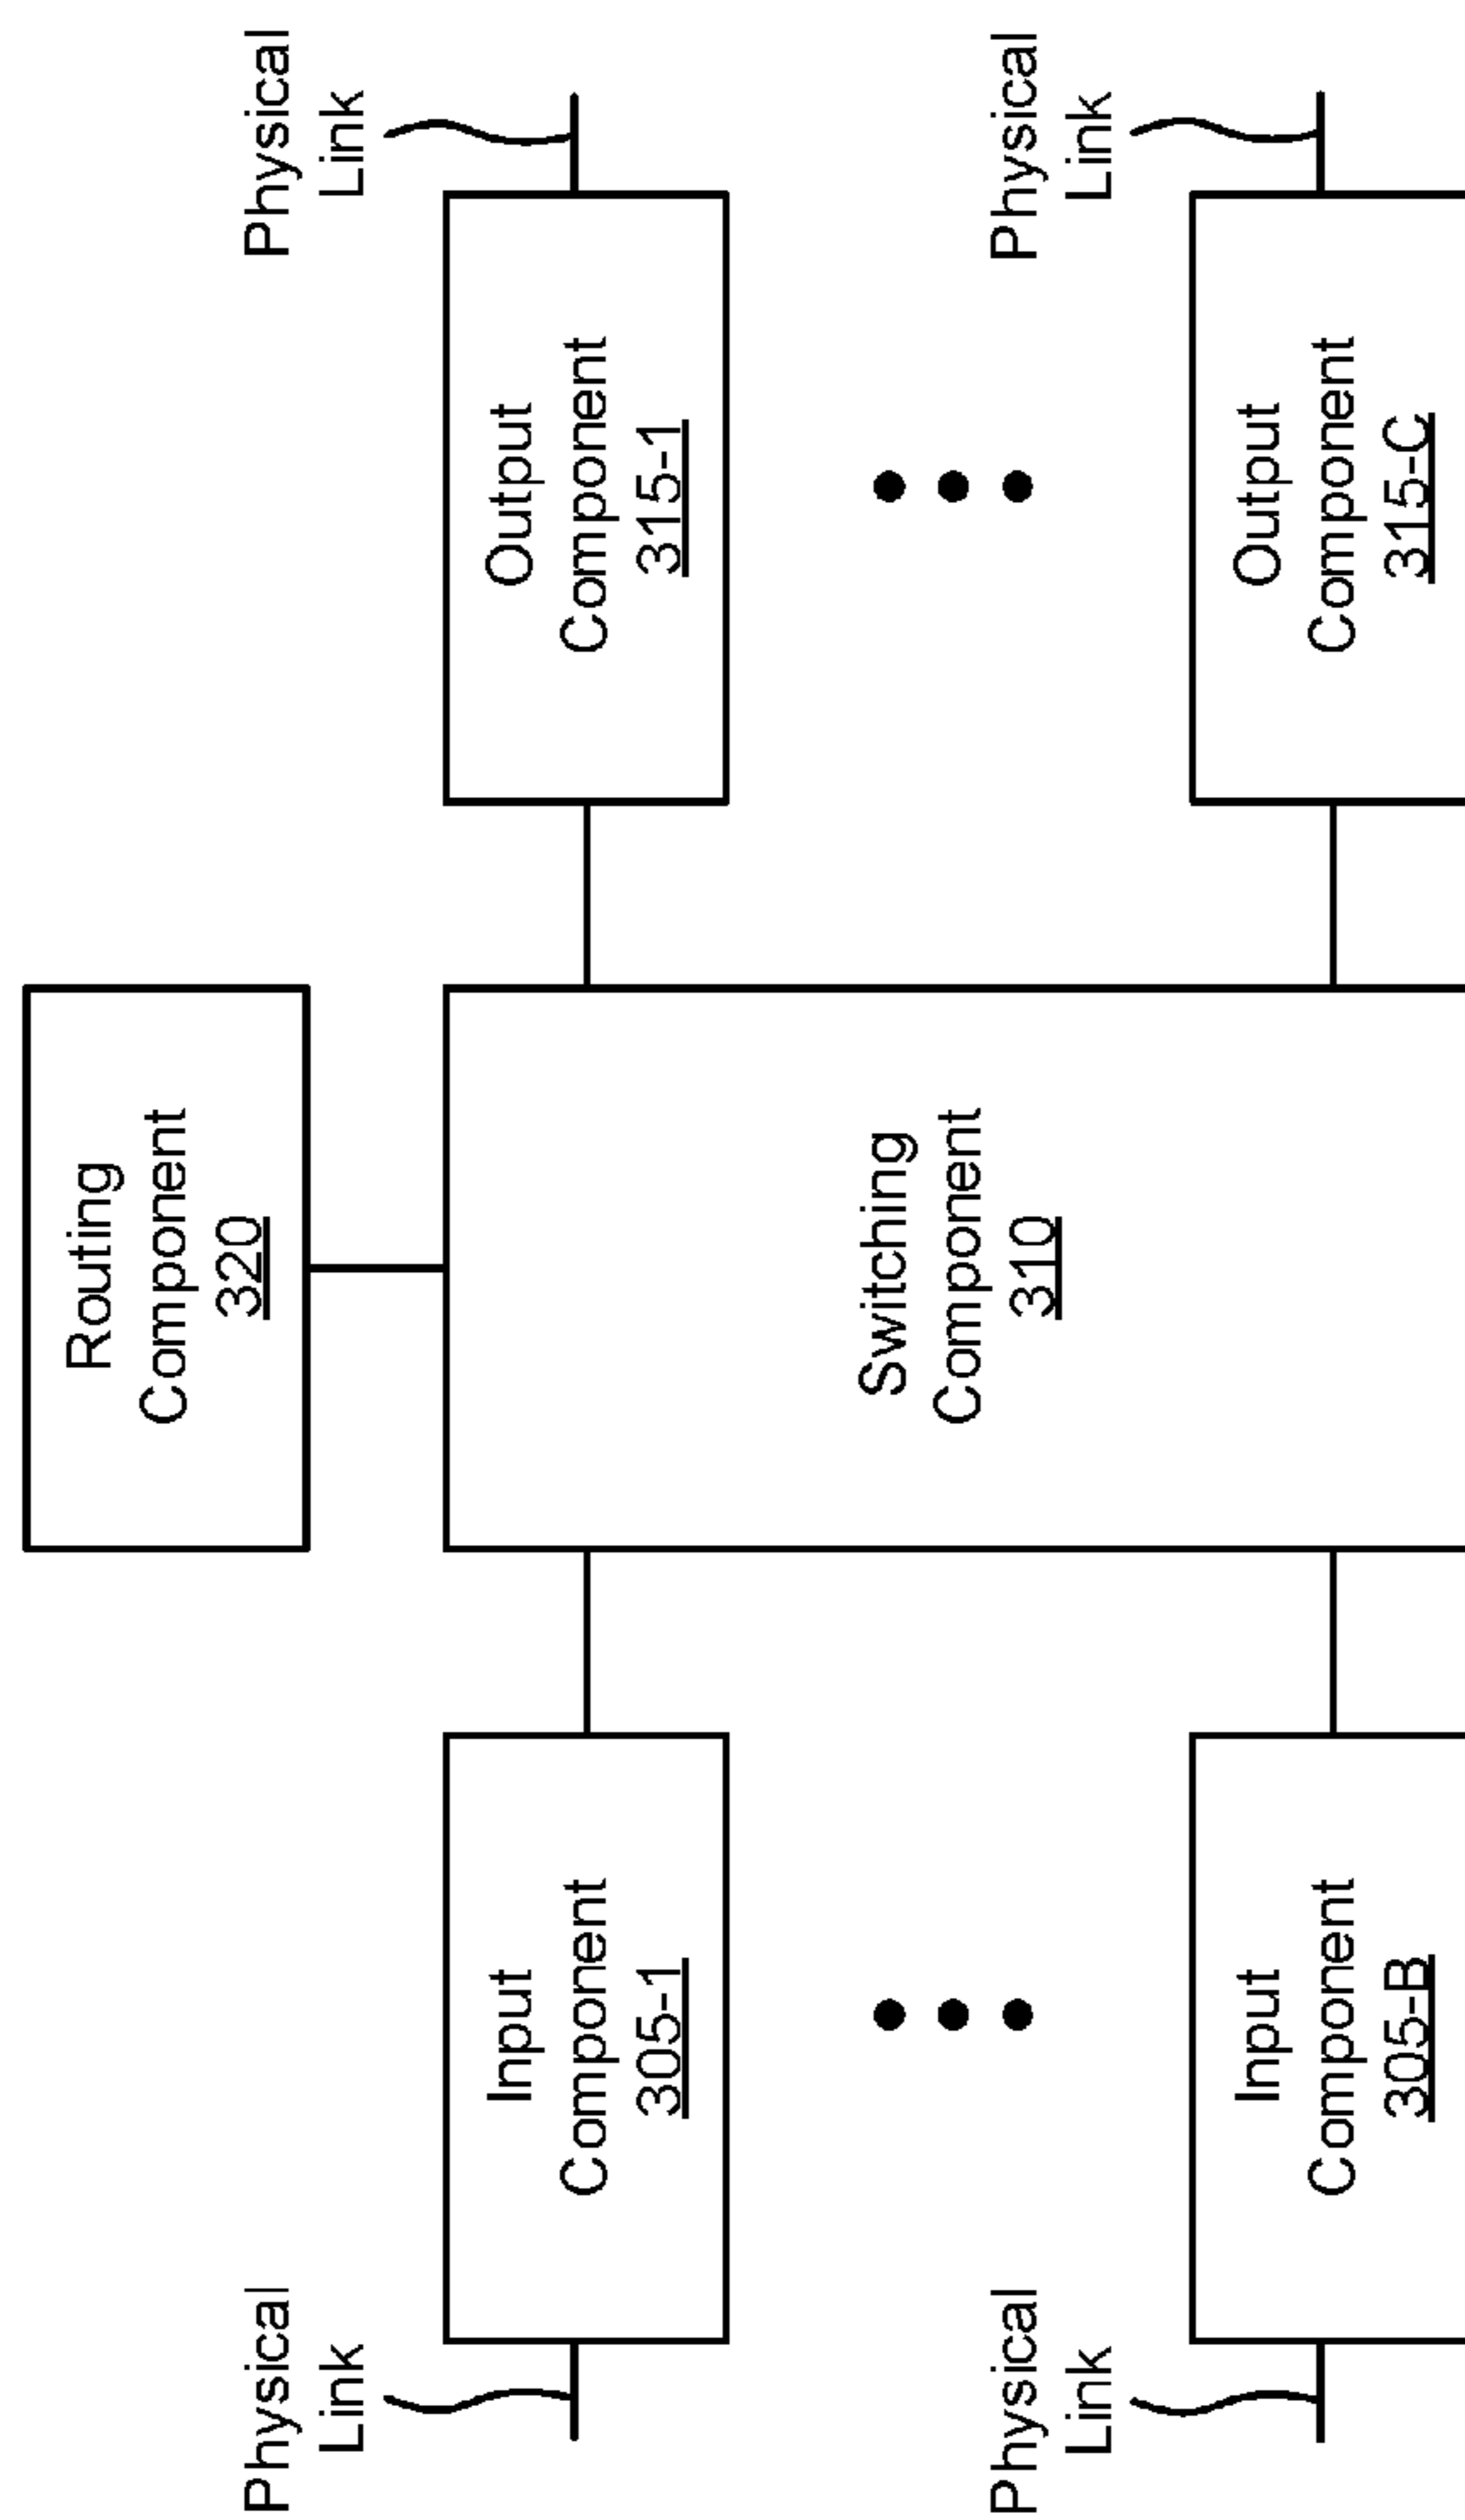 Routing
Component
320
Physical
Link
Physical
Link
Input
Component
305-1
Output
Component
315-1
Switching
Component
310
Physical
Link
Physical
Link
Input
Component
305-B
Output
Component
315-C